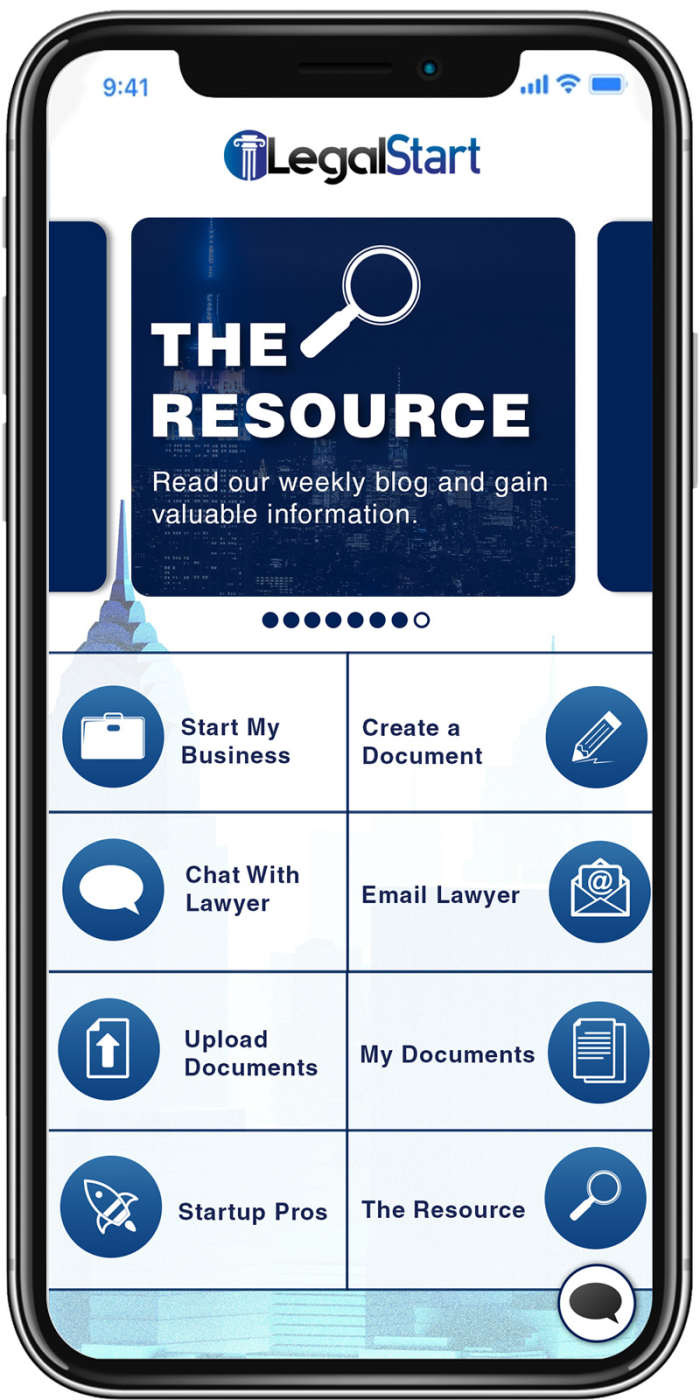 9:41
LegalStart
THE
RESOURCE
Read our weekly blog and gain
valuable information.
Start My
Business
Create a
Document
Chat With
Lawyer
Email Lawyer
@
Upload
Documents
My Documents
Startup Pros
The Resource